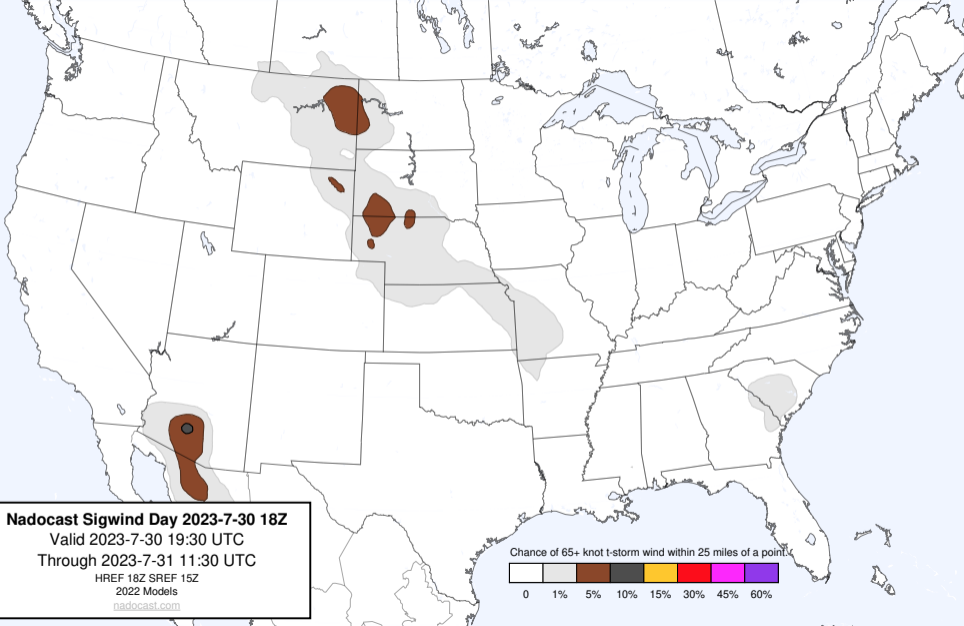 Nadocast Sigwind Day 2023-7-30 18Z
Valid 2023-7-30 19:30 UTC
Through 2023-7-31 11:30 UTC
HREF 18Z SREF 15Z
2022 Models
nadocast.com
Chance of 65+ knot t-storm wind within 25 miles of a point.
0 1% 5% 10% 15% 30% 45% 60%